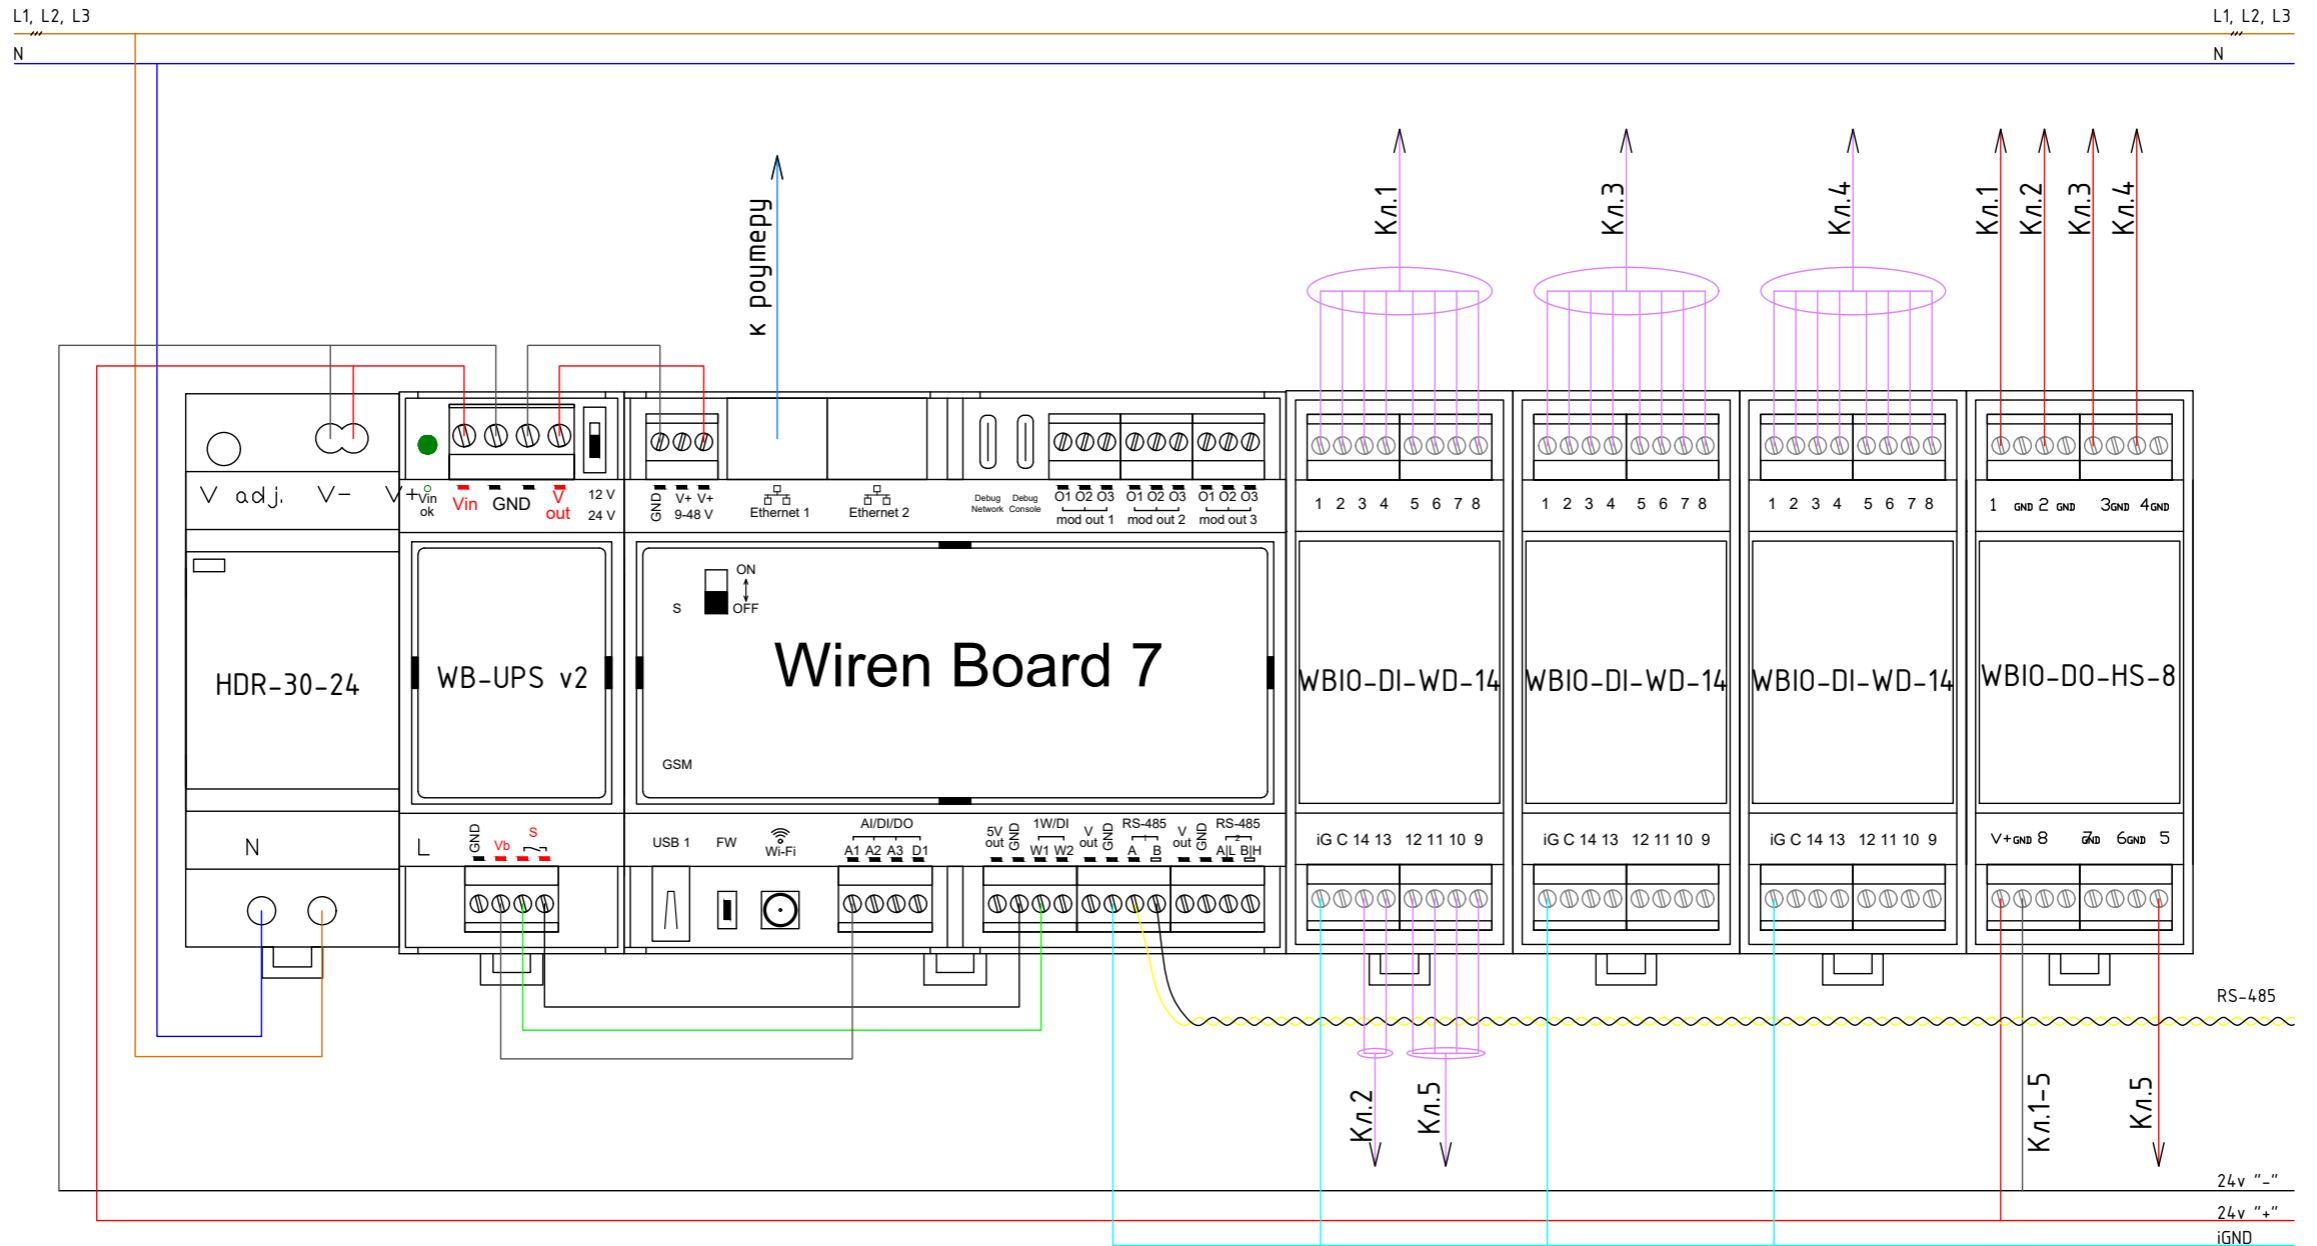 L1, L2, L3 L1, L2, L3
N N
Кл.1 Кл.3 Кл.4 Кл.1 Кл.2 Кл.3 Кл.4
к роутеру
V adj. V- V+
Vin ok
Vin GND V out
12 V
24 V
GND V+ V+
9-48 V
Ethernet 1 Ethernet 2
Debug Network Debug Console
O1 O2 O3 O1 O2 O3 O1 O2 O3
mod out 1 mod out 2 mod out 3
1 2 3 4 5 6 7 8 1 2 3 4 5 6 7 8 1 2 3 4 5 6 7 8 1 GND 2 GND 3GND 4GND
ON
S OFF
HDR-30-24 WB-UPS v2 Wiren Board 7 WBIO-DI-WD-14 WBIO-DI-WD-14 WBIO-DI-WD-14 WBIO-DO-HS-8
GSM
N L
GND Vb S
USB 1 FW Wi-Fi
AI/DI/DO
A1 A2 A3 D1
5V out GND
1W/DI
W1 W2
V out GND
RS-485
1
A B
V out GND
RS-485
2
A|L B|H
iG C 14 13 12 11 10 9 iG C 14 13 12 11 10 9 iG C 14 13 12 11 10 9 V+GND 8 7GND 6GND 5
RS-485
Кл.2 Кл.5 Кл.1-5 Кл.5
24v "-"
24v "+"
iGND